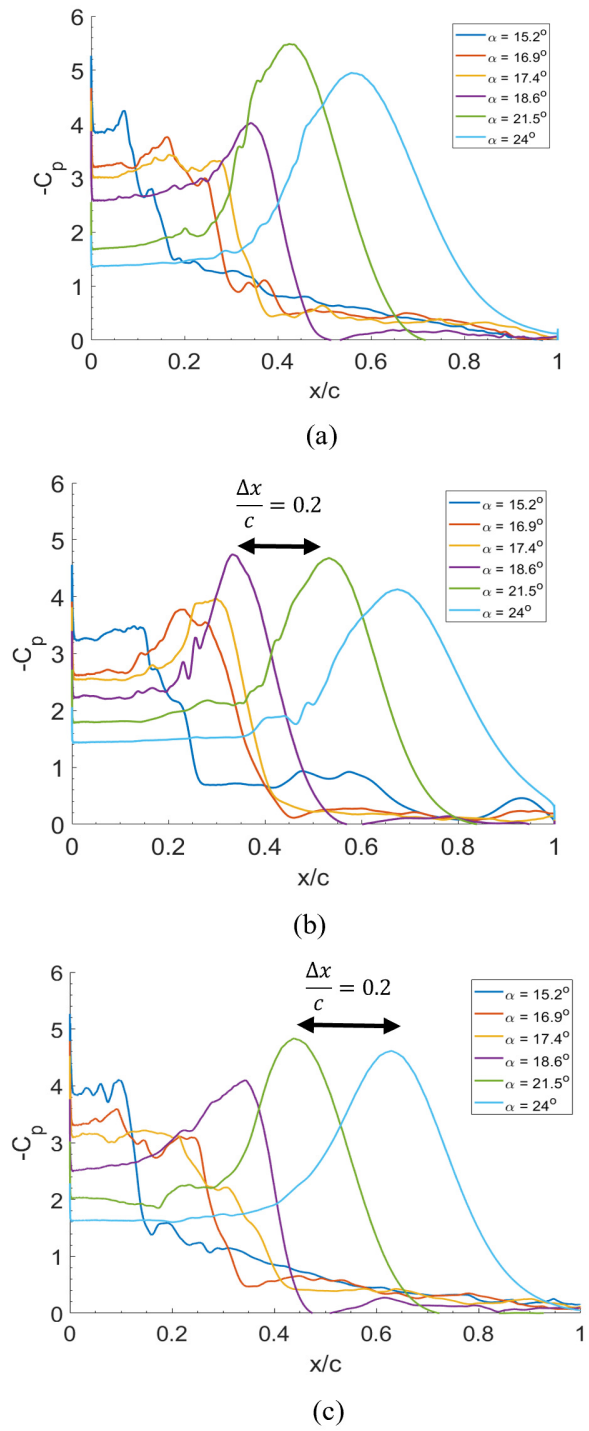 6
5
4
3
2
1
0
-Cp
α = 15.2°
α = 16.9°
α = 17.4°
α = 18.6°
α = 21.5°
α = 24°
0 0.2 0.4 0.6 0.8 1
x/c
(a)
6
5
4
3
2
1
0
-Cp
Δx/c = 0.2
α = 15.2°
α = 16.9°
α = 17.4°
α = 18.6°
α = 21.5°
α = 24°
0 0.2 0.4 0.6 0.8 1
x/c
(b)
6
5
4
3
2
1
0
-Cp
Δx/c = 0.2
α = 15.2°
α = 16.9°
α = 17.4°
α = 18.6°
α = 21.5°
α = 24°
0 0.2 0.4 0.6 0.8 1
x/c
(c)